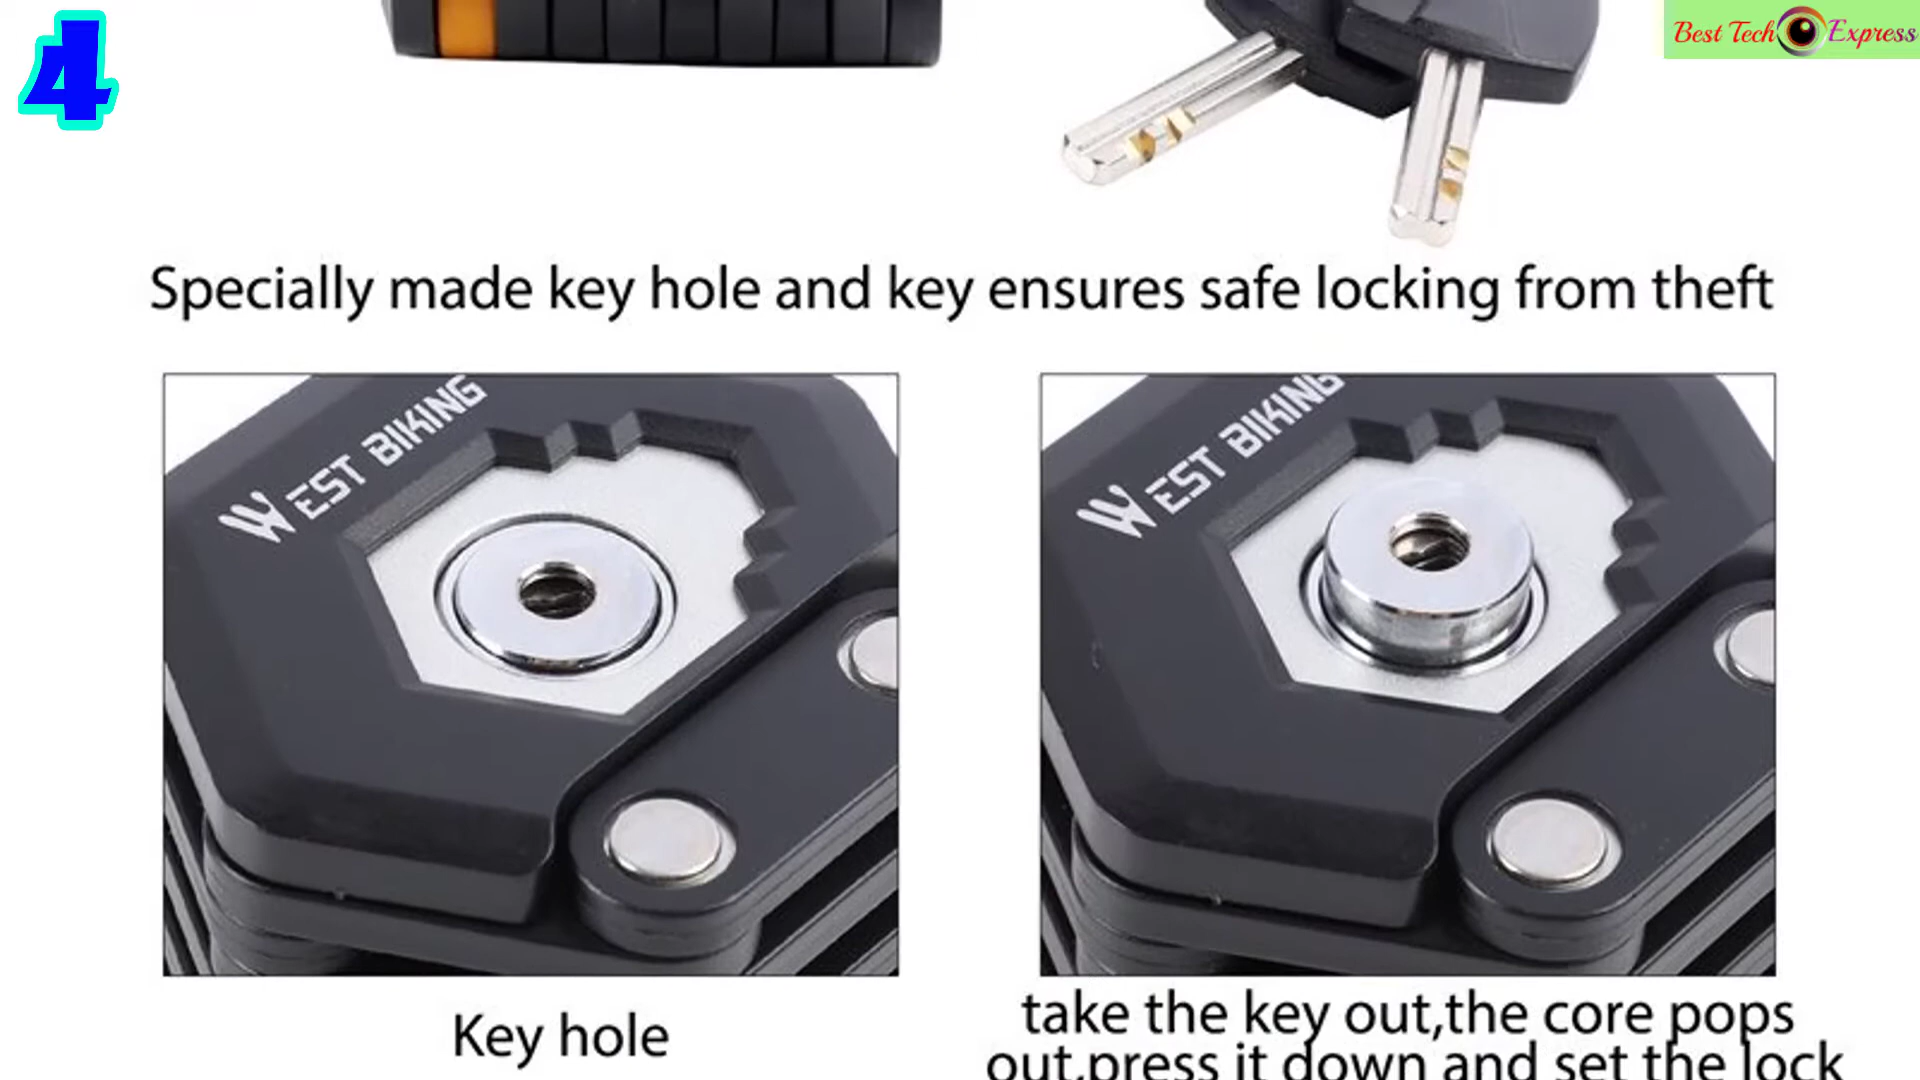 4
Best Tech Express
Specially made key hole and key ensures safe locking from theft
WEST BIKING
WEST BIKING
Key hole
take the key out,the core pops
out,press it down and set the lock